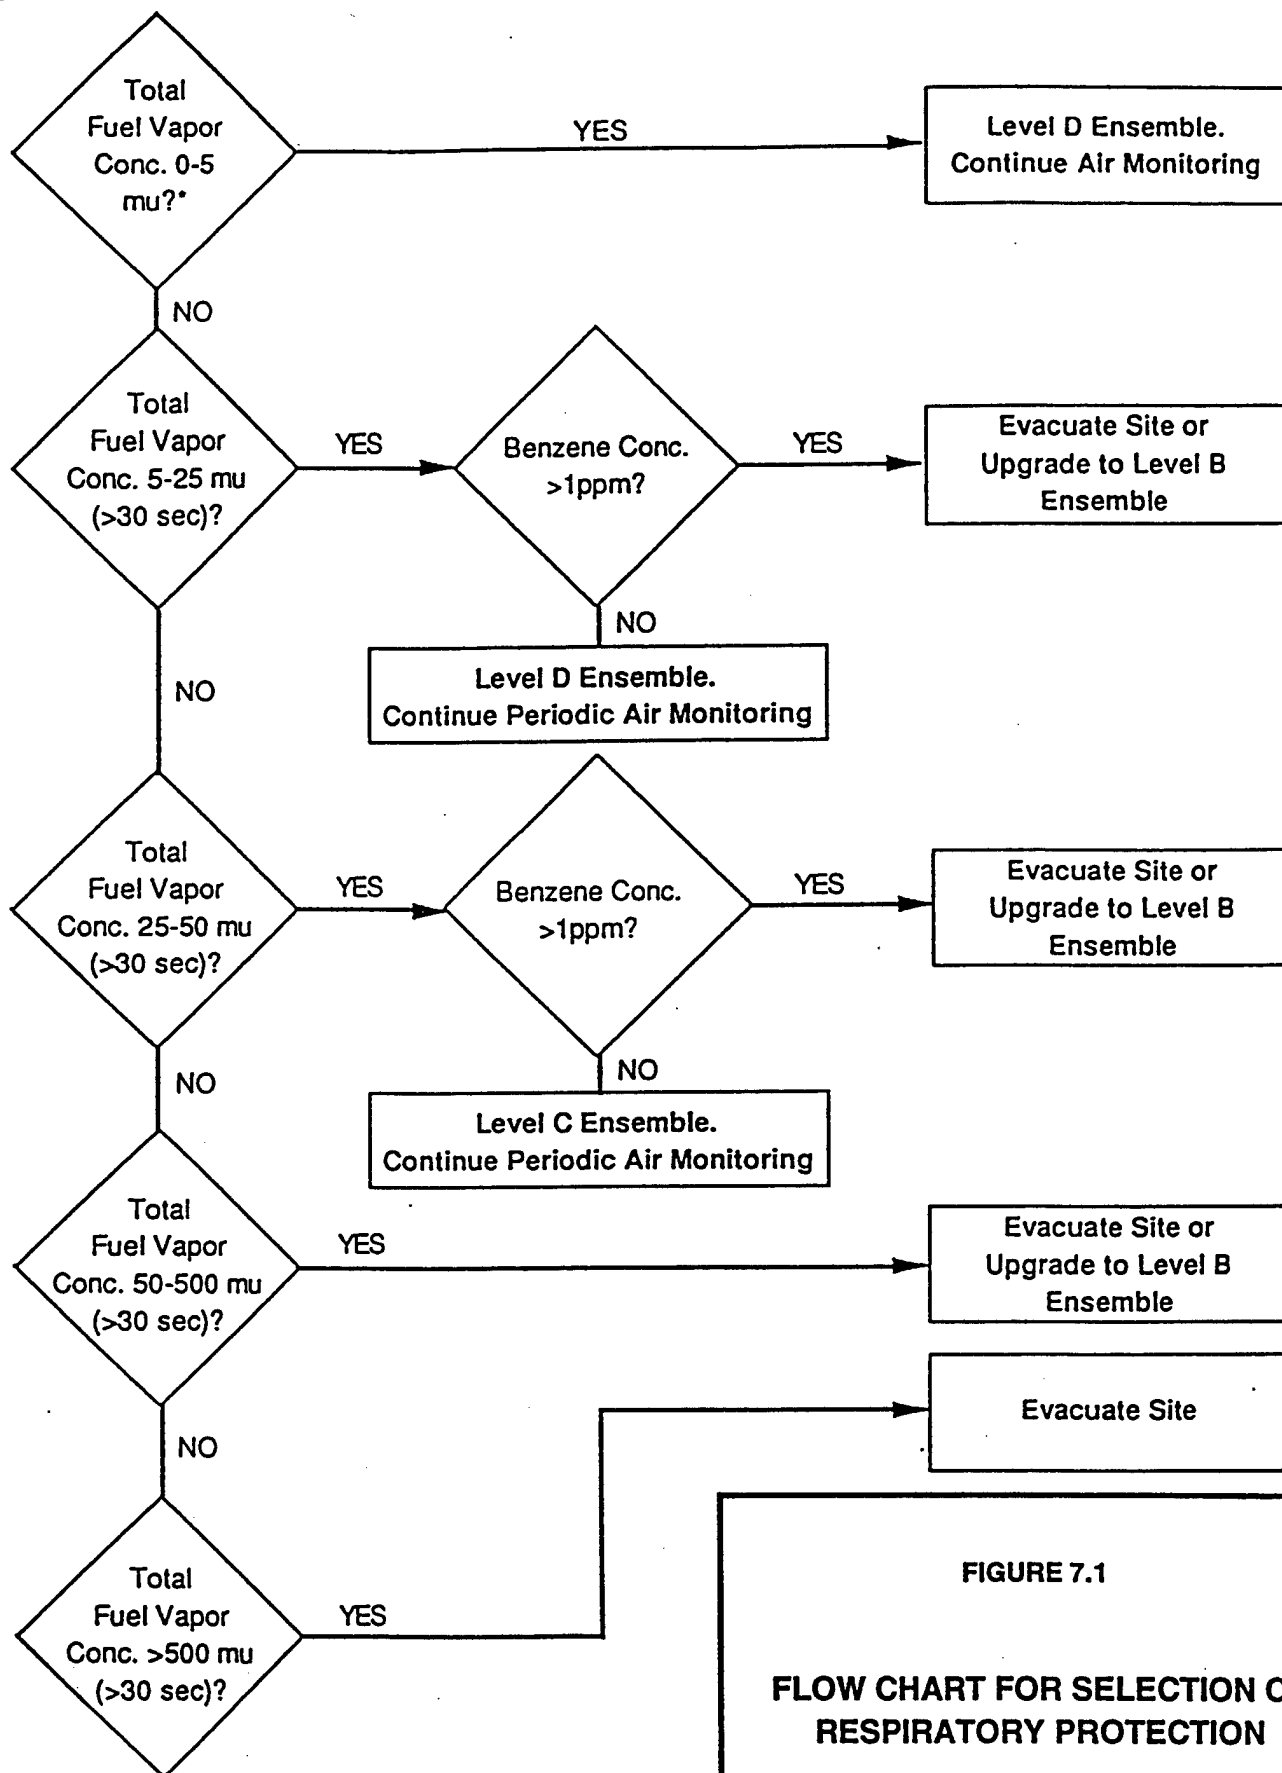 Total
Fuel Vapor
Conc. 0-5
mu?*
YES
Level D Ensemble.
Continue Air Monitoring
NO
Total
Fuel Vapor
Conc. 5-25 mu
(>30 sec)?
YES
Benzene Conc.
>1ppm?
YES
Evacuate Site or
Upgrade to Level B
Ensemble
NO
Level D Ensemble.
Continue Periodic Air Monitoring
NO
Total
Fuel Vapor
Conc. 25-50 mu
(>30 sec)?
YES
Benzene Conc.
>1ppm?
YES
Evacuate Site or
Upgrade to Level B
Ensemble
NO
Level C Ensemble.
Continue Periodic Air Monitoring
NO
Total
Fuel Vapor
Conc. 50-500 mu
(>30 sec)?
YES
Evacuate Site or
Upgrade to Level B
Ensemble
NO
Evacuate Site
Total
Fuel Vapor
Conc. >500 mu
(>30 sec)?
YES
FIGURE 7.1
FLOW CHART FOR SELECTION
RESPIRATORY PROTECTION